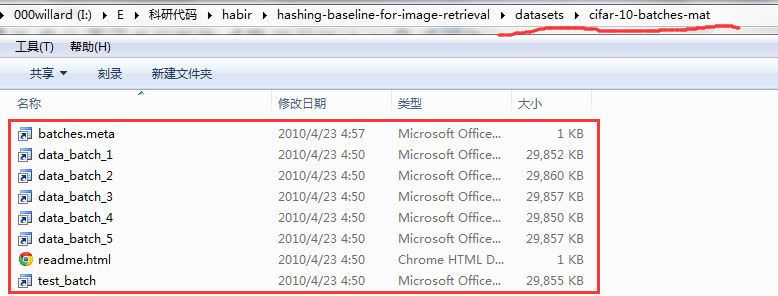 000willard (I:) ▸ E ▸ 科研代码 ▸ habir ▸ hashing-baseline-for-image-retrieval ▸ datasets ▸ cifar-10-batches-mat
工具(T) 帮助(H)
共享 刻录 新建文件夹
名称 修改日期 类型 大小
batches.meta 2010/4/23 4:57 Microsoft Office... 1 KB
data_batch_1 2010/4/23 4:50 Microsoft Office... 29,852 KB
data_batch_2 2010/4/23 4:50 Microsoft Office... 29,860 KB
data_batch_3 2010/4/23 4:50 Microsoft Office... 29,857 KB
data_batch_4 2010/4/23 4:50 Microsoft Office... 29,850 KB
data_batch_5 2010/4/23 4:50 Microsoft Office... 29,857 KB
readme.html 2010/4/23 4:50 Chrome HTML D... 1 KB
test_batch 2010/4/23 4:50 Microsoft Office... 29,855 KB